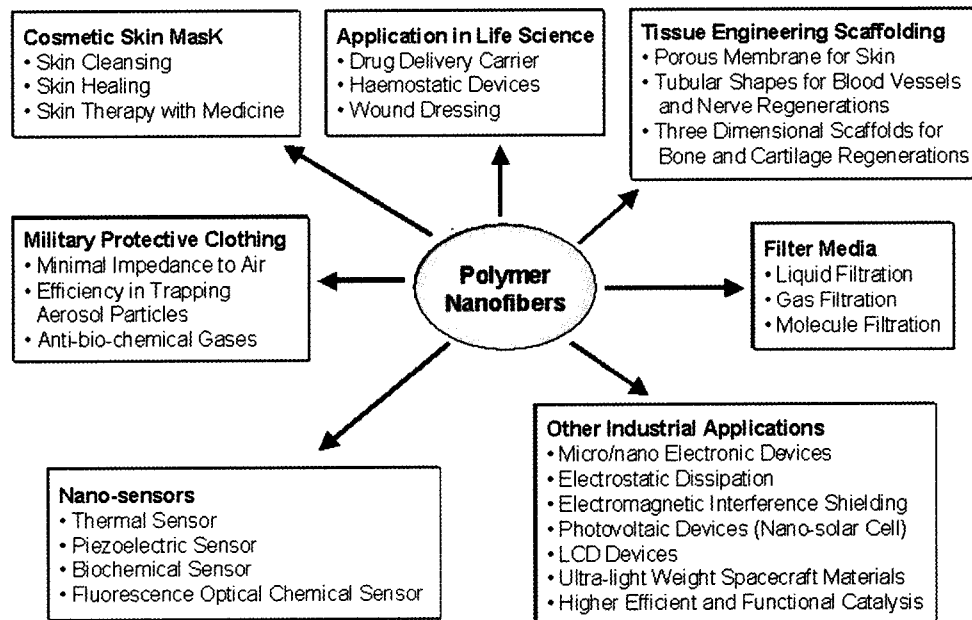 Cosmetic Skin MasK
• Skin Cleansing
• Skin Healing
• Skin Therapy with Medicine
Application in Life Science
• Drug Delivery Carrier
• Haemostatic Devices
• Wound Dressing
Tissue Engineering Scaffolding
• Porous Membrane for Skin
• Tubular Shapes for Blood Vessels
and Nerve Regenerations
• Three Dimensional Scaffolds for
Bone and Cartilage Regenerations
Military Protective Clothing
• Minimal Impedance to Air
• Efficiency in Trapping
Aerosol Particles
• Anti-bio-chemical Gases
Polymer
Nanofibers
Filter Media
• Liquid Filtration
• Gas Filtration
• Molecule Filtration
Nano-sensors
• Thermal Sensor
• Piezoelectric Sensor
• Biochemical Sensor
• Fluorescence Optical Chemical Sensor
Other Industrial Applications
• Micro/nano Electronic Devices
• Electrostatic Dissipation
• Electromagnetic Interference Shielding
• Photovoltaic Devices (Nano-solar Cell)
• LCD Devices
• Ultra-light Weight Spacecraft Materials
• Higher Efficient and Functional Catalysis